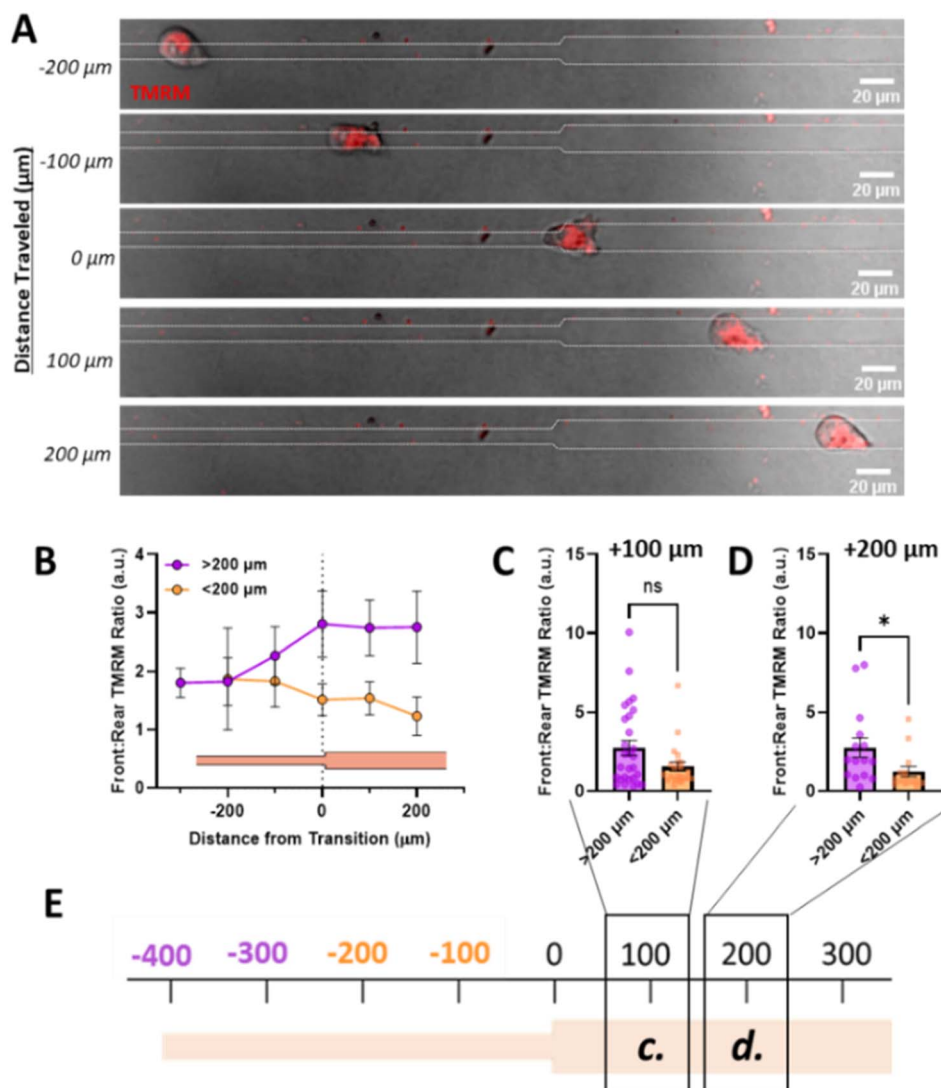 A
-200 µm
TMRM
20 µm
-100 µm
20 µm
Distance Traveled (µm)
0 µm
20 µm
100 µm
20 µm
200 µm
20 µm
B
>200 µm
<200 µm
Front:Rear TMRM Ratio (a.u.)
4
3
2
1
0
-200 0 200
Distance from Transition (µm)
C
+100 µm
Front:Rear TMRM Ratio (a.u.)
15
10
5
0
ns
>200 µm
<200 µm
D
+200 µm
Front:Rear TMRM Ratio (a.u.)
15
10
5
0
*
>200 µm
<200 µm
E
-400 -300 -200 -100 0 100 200 300
c. d.